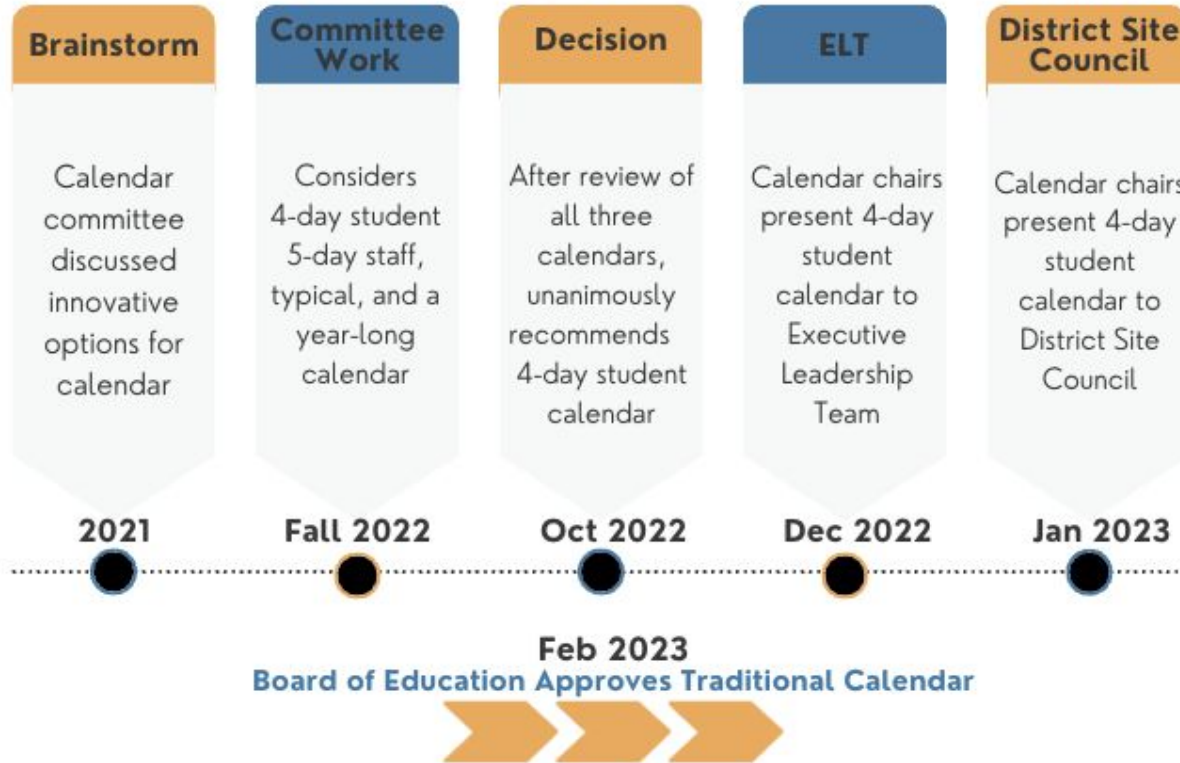 Brainstorm
Calendar
committee
discussed
innovative
options for
calendar
2021
Committee
Work
Considers
4-day student
5-day staff,
typical, and a
year-long
calendar
Fall 2022
Decision
After review of
all three
calendars,
unanimously
recommends
4-day student
calendar
Oct 2022
ELT
Calendar chairs
present 4-day
student
calendar to
Executive
Leadership
Team
Dec 2022
District Site
Council
Calendar chairs
present 4-day
student
calendar to
District Site
Council
Jan 2023
Feb 2023
Board of Education Approves Traditional Calendar